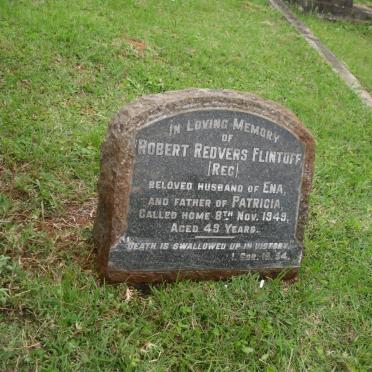 IN LOVING MEMORY
OF
ROBERT REDVERS FLINTOFF
(REG)
BELOVED HUSBAND OF ENA,
AND FATHER OF PATRICIA
CALLED HOME 8TH NOV. 1949.
AGED 49 YEARS.
DEATH IS SWALLOWED UP IN VICTORY.
1. COR. 15. 54.